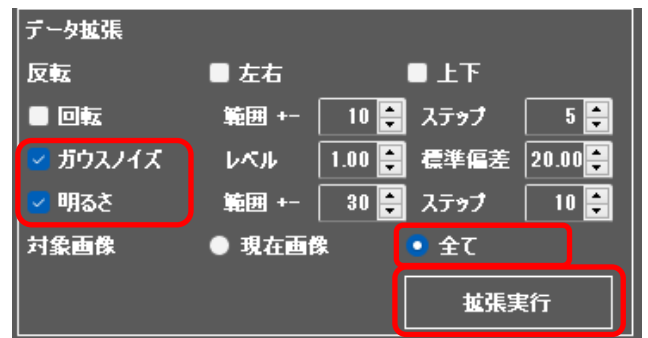 データ拡張
反転 左右 上下
回転 範囲 +- 10 ステップ 5
ガウスノイズ レベル 1.00 標準偏差 20.00
明るさ 範囲 +- 30 ステップ 10
対象画像 現在画像 全て
拡張実行